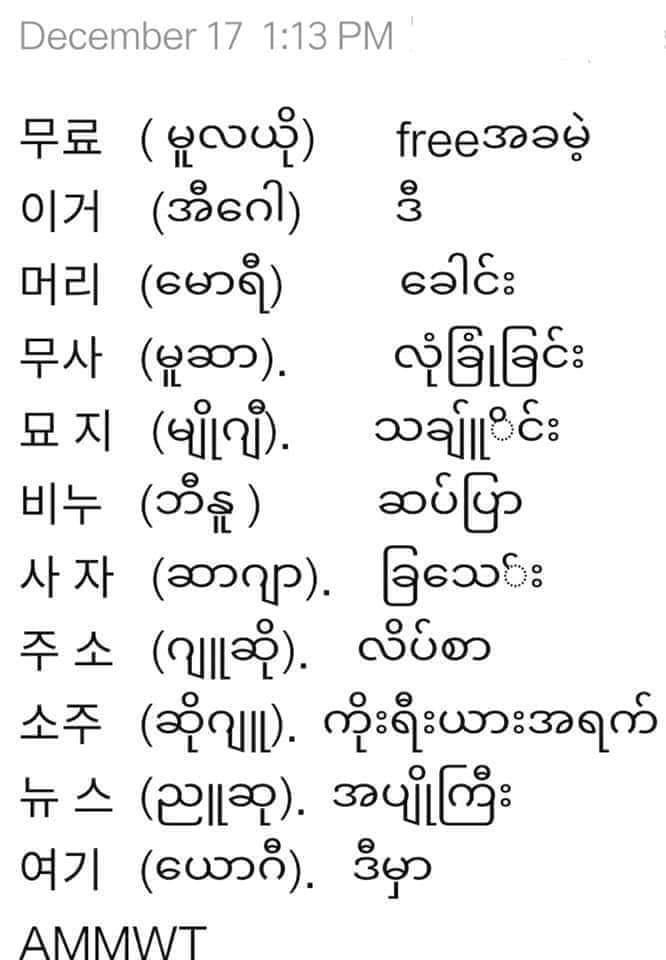 December 17 1:13 PM
무료 ( မူလယို) freeအခမဲ့
이거 (အီဂေါ) ဒီ
머리 (မောရီ) ခေါင်း
무사 (မူဆာ). လုံခြုံခြင်း
묘 지 (မျိုဂျီ). သချ်ျူိုင်း
비누 (ဘီနူ ) ဆပ်ပြာ
사 자 (ဆာဂျာ). ခြသေ်း
주 소 (ဂျူဆို). လိပ်စာ
소주 (ဆိုဂျူ). ကိုးရီးယားအရက်
뉴 스 (ညူဆု). အပျိုကြီး
여기 (ယောဂီ). ဒီမှာ
AMMWT